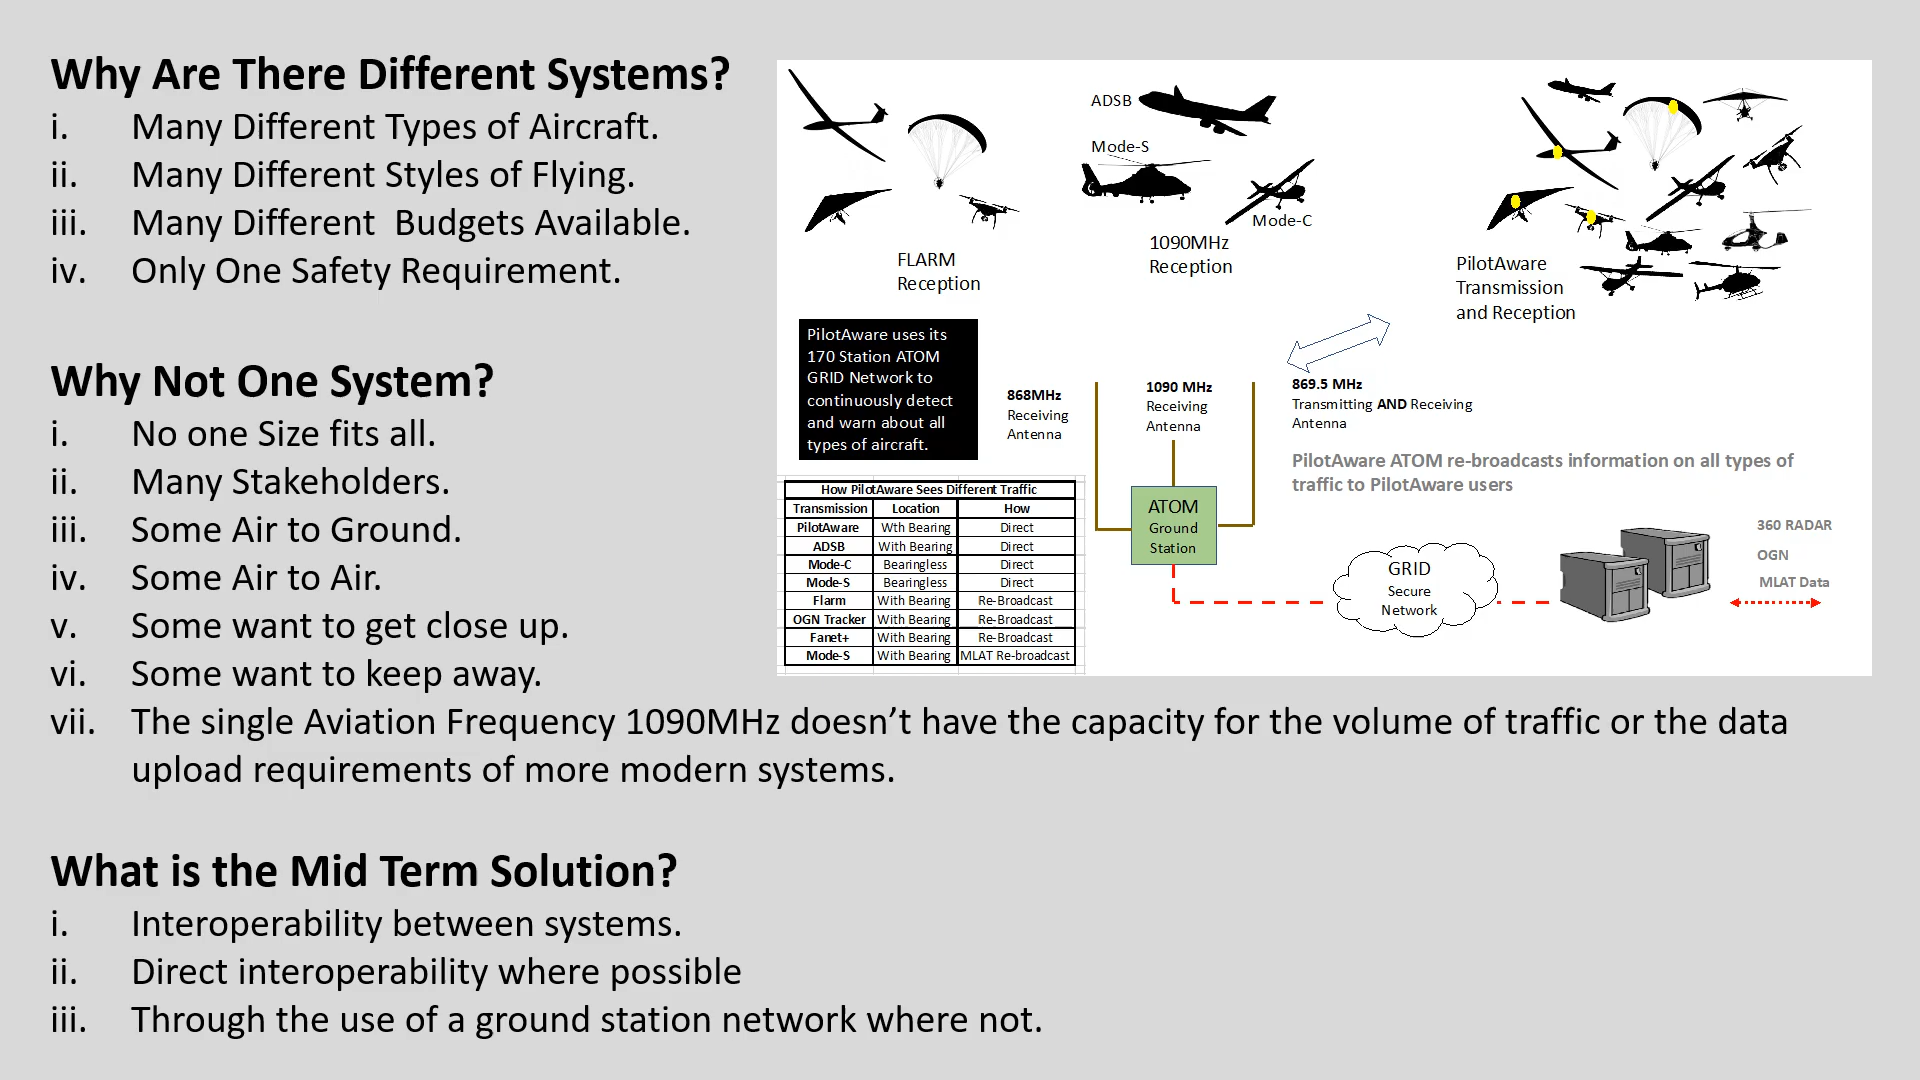 Why Are There Different Systems?
i. Many Different Types of Aircraft.
ii. Many Different Styles of Flying.
iii. Many Different  Budgets Available.
iv. Only One Safety Requirement.
Why Not One System?
i. No one Size fits all.
ii. Many Stakeholders.
iii. Some Air to Ground.
iv. Some Air to Air.
v. Some want to get close up.
vi. Some want to keep away.
vii. The single Aviation Frequency 1090MHz doesn’t have the capacity for the volume of traffic or the data
upload requirements of more modern systems.
What is the Mid Term Solution?
i. Interoperability between systems.
ii. Direct interoperability where possible
iii. Through the use of a ground station network where not.
FLARM
Reception
ADSB
Mode-S
Mode-C
1090MHz
Reception
PilotAware
Transmission
and Reception
PilotAware uses its
170 Station ATOM
GRID Network to
continuously detect
and warn about all
types of aircraft.
868MHz
Receiving
Antenna
1090 MHz
Receiving
Antenna
869.5 MHz
Transmitting AND Receiving
Antenna
PilotAware ATOM re-broadcasts information on all types of
traffic to PilotAware users
How PilotAware Sees Different Traffic
Transmission Location How
PilotAware Wth Bearing Direct
ADSB With Bearing Direct
Mode-C Bearingless Direct
Mode-S Bearingless Direct
Flarm With Bearing Re-Broadcast
OGN Tracker With Bearing Re-Broadcast
Fanet+ With Bearing Re-Broadcast
Mode-S With Bearing MLAT Re-broadcast
ATOM
Ground
Station
GRID
Secure
Network
360 RADAR
OGN
MLAT Data